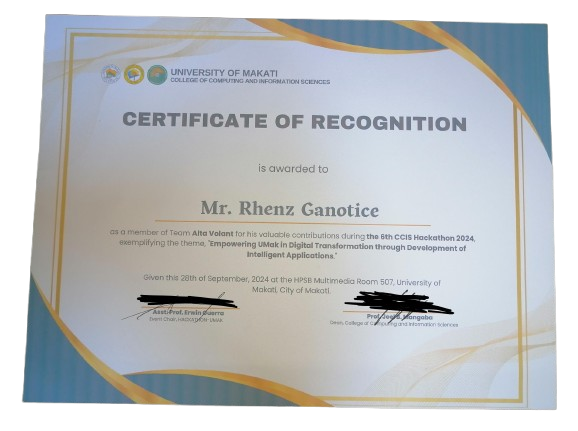 UNIVERSITY OF MAKATI
COLLEGE OF COMPUTING AND INFORMATION SCIENCES
CERTIFICATE OF RECOGNITION
is awarded to
Mr. Rhenz Ganotice
as a member of Team Alta Volant for his valuable contributions during the 6th CCIS Hackathon 2024,
exemplifying the theme, "Empowering UMak in Digital Transformation through Development of
Intelligent Applications."
Given this 28th of September, 2024 at the HPSB Multimedia Room 507, University of
Makati, City of Makati.
Asst. Prof. Erwin Guerra
Event Chair, HACKATHON UMAK
Prof. Mongaba
College of Computing and Information Sciences